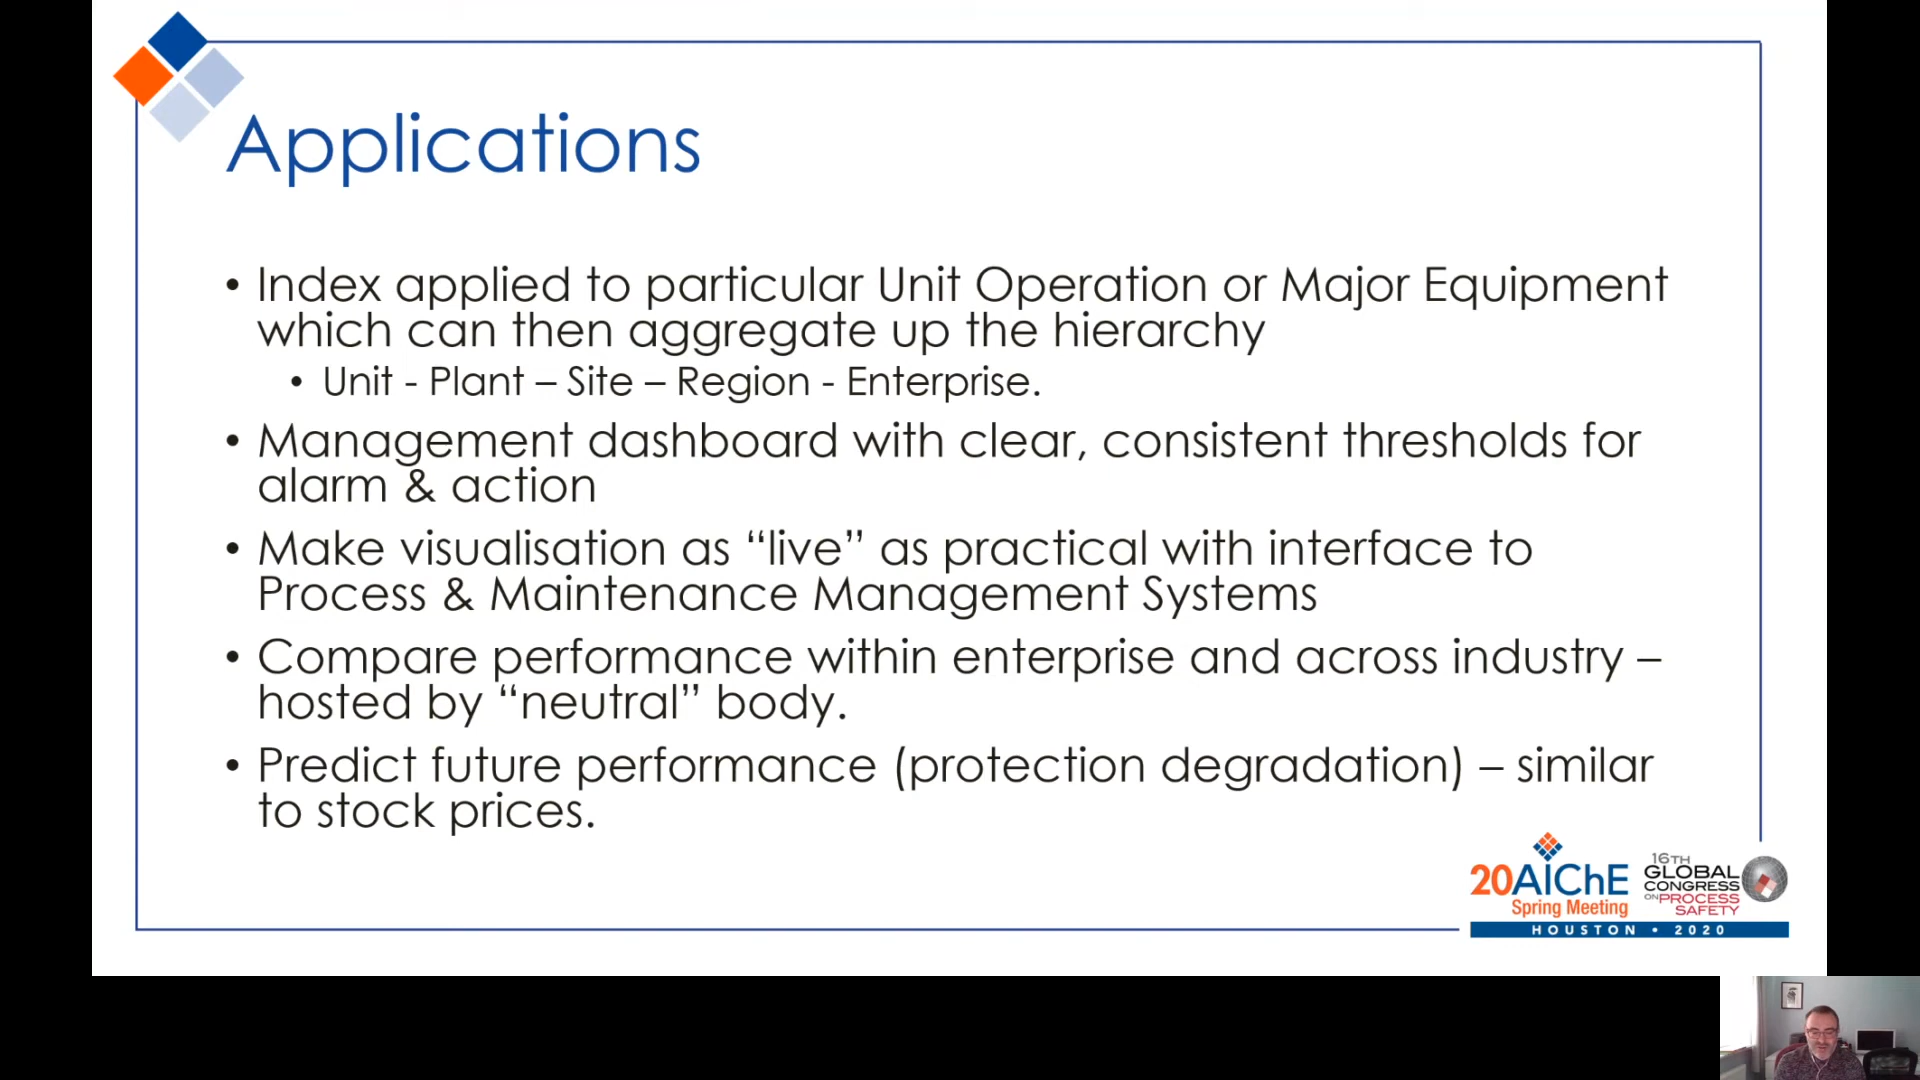 Applications
• Index applied to particular Unit Operation or Major Equipment
which can then aggregate up the hierarchy
• Unit - Plant – Site – Region - Enterprise.
• Management dashboard with clear, consistent thresholds for
alarm & action
• Make visualisation as “live” as practical with interface to
Process & Maintenance Management Systems
• Compare performance within enterprise and across industry –
hosted by “neutral” body.
• Predict future performance (protection degradation) – similar
to stock prices.
20AIChE
Spring Meeting
16TH
GLOBAL
CONGRESS
ON PROCESS
SAFETY
HOUSTON • 2020